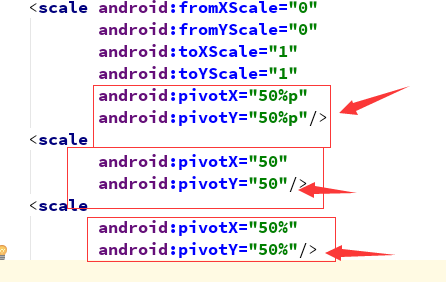 <scale android:fromXScale="0"
android:fromYScale="0"
android:toXScale="1"
android:toYScale="1"
android:pivotX="50%p"
android:pivotY="50%p"/>
<scale
android:pivotX="50"
android:pivotY="50"/>
<scale
android:pivotX="50%"
android:pivotY="50%"/>